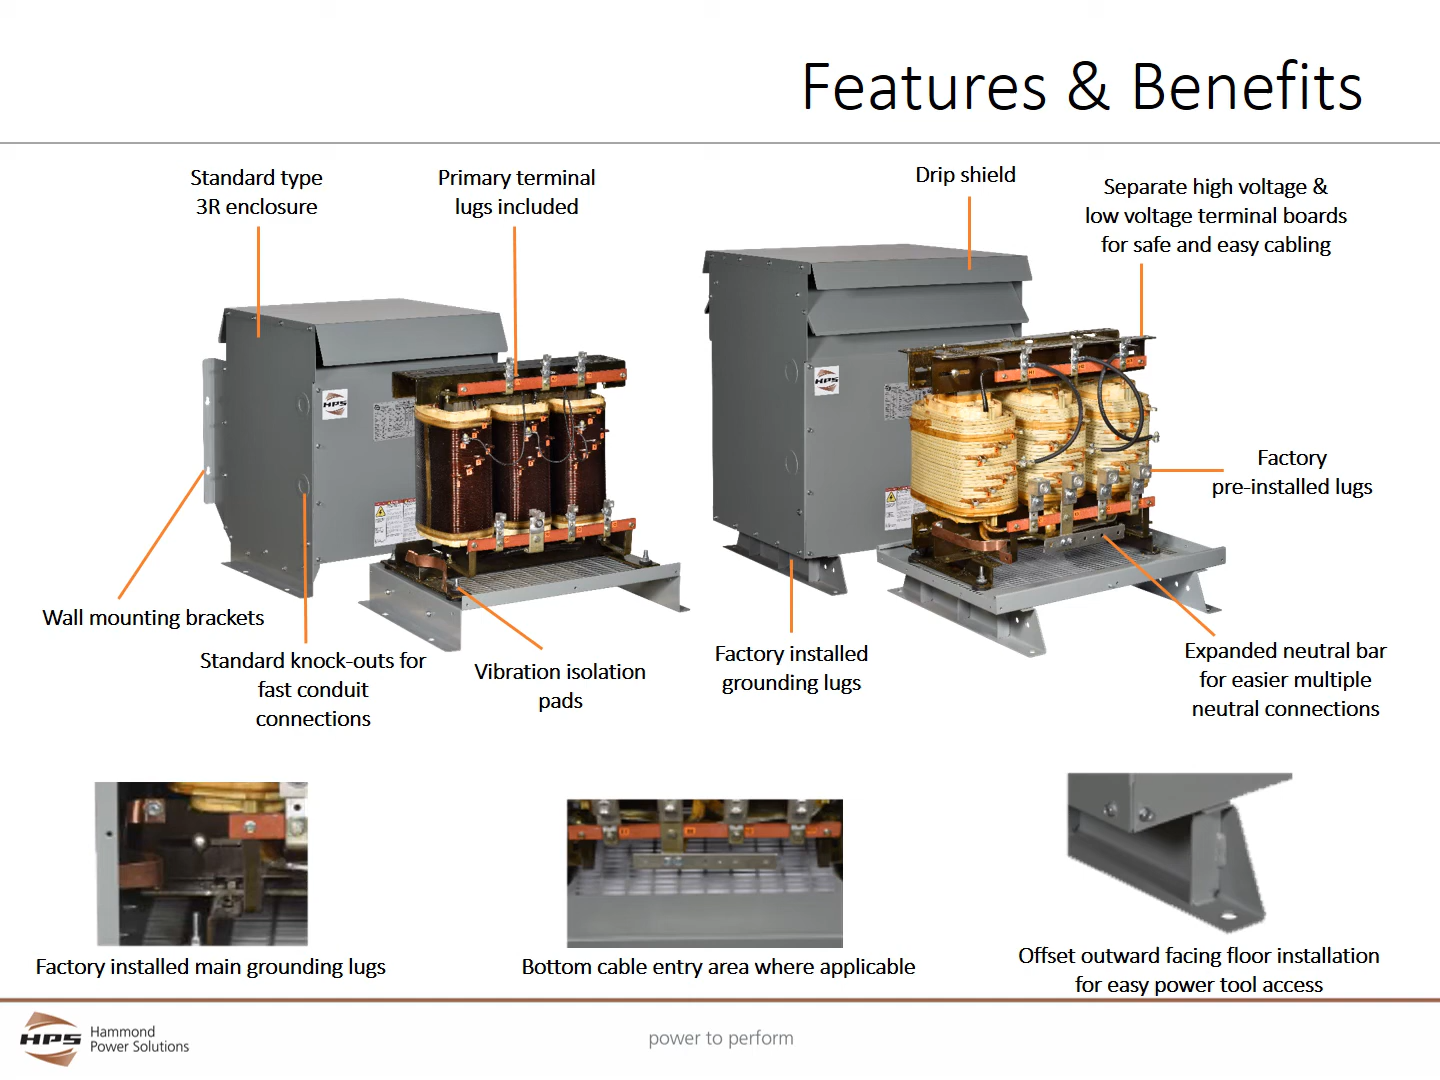 Features & Benefits
Standard type
3R enclosure
Primary terminal
lugs included
Drip shield
Separate high voltage &
low voltage terminal boards
for safe and easy cabling
HPS
HPS
Factory
pre-installed lugs
Wall mounting brackets
Standard knock-outs for
fast conduit
connections
Vibration isolation
pads
Factory installed
grounding lugs
Expanded neutral bar
for easier multiple
neutral connections
Factory installed main grounding lugs
Bottom cable entry area where applicable
Offset outward facing floor installation
for easy power tool access
HPS
Hammond
Power Solutions
power to perform